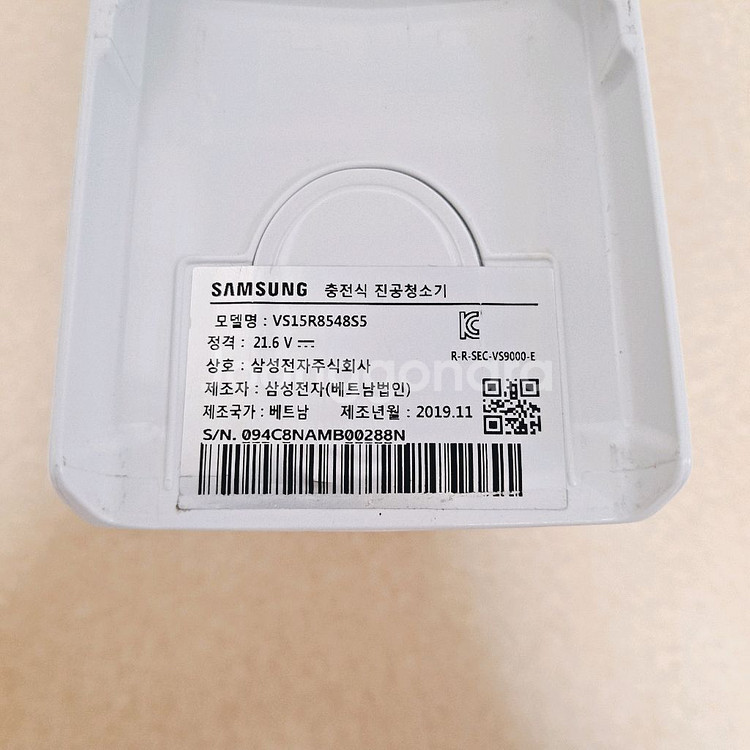 SAMSUNG 충전식 진공청소기
모델명 : VS15R8548S5
정격 : 21.6 V
R-R-SEC-VS9000-E
상호 : 삼성전자주식회사
제조자 : 삼성전자(베트남법인)
제조국가 : 베트남 제조년월 : 2019.11
S/N. 094C8NAMB00288N